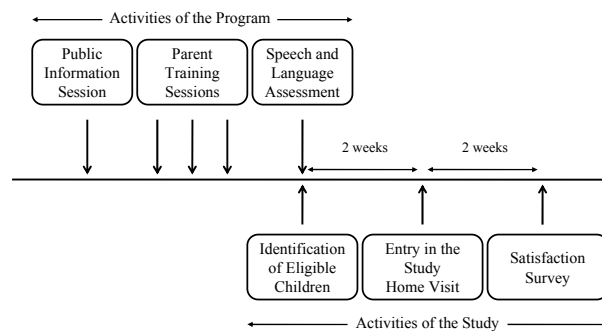 Activities of the Program
Public
Information
Session
Parent
Training
Sessions
Speech and
Language
Assessment
2 weeks
2 weeks
Identification
of Eligible
Children
Entry in the
Study
Home Visit
Satisfaction
Survey
Activities of the Study